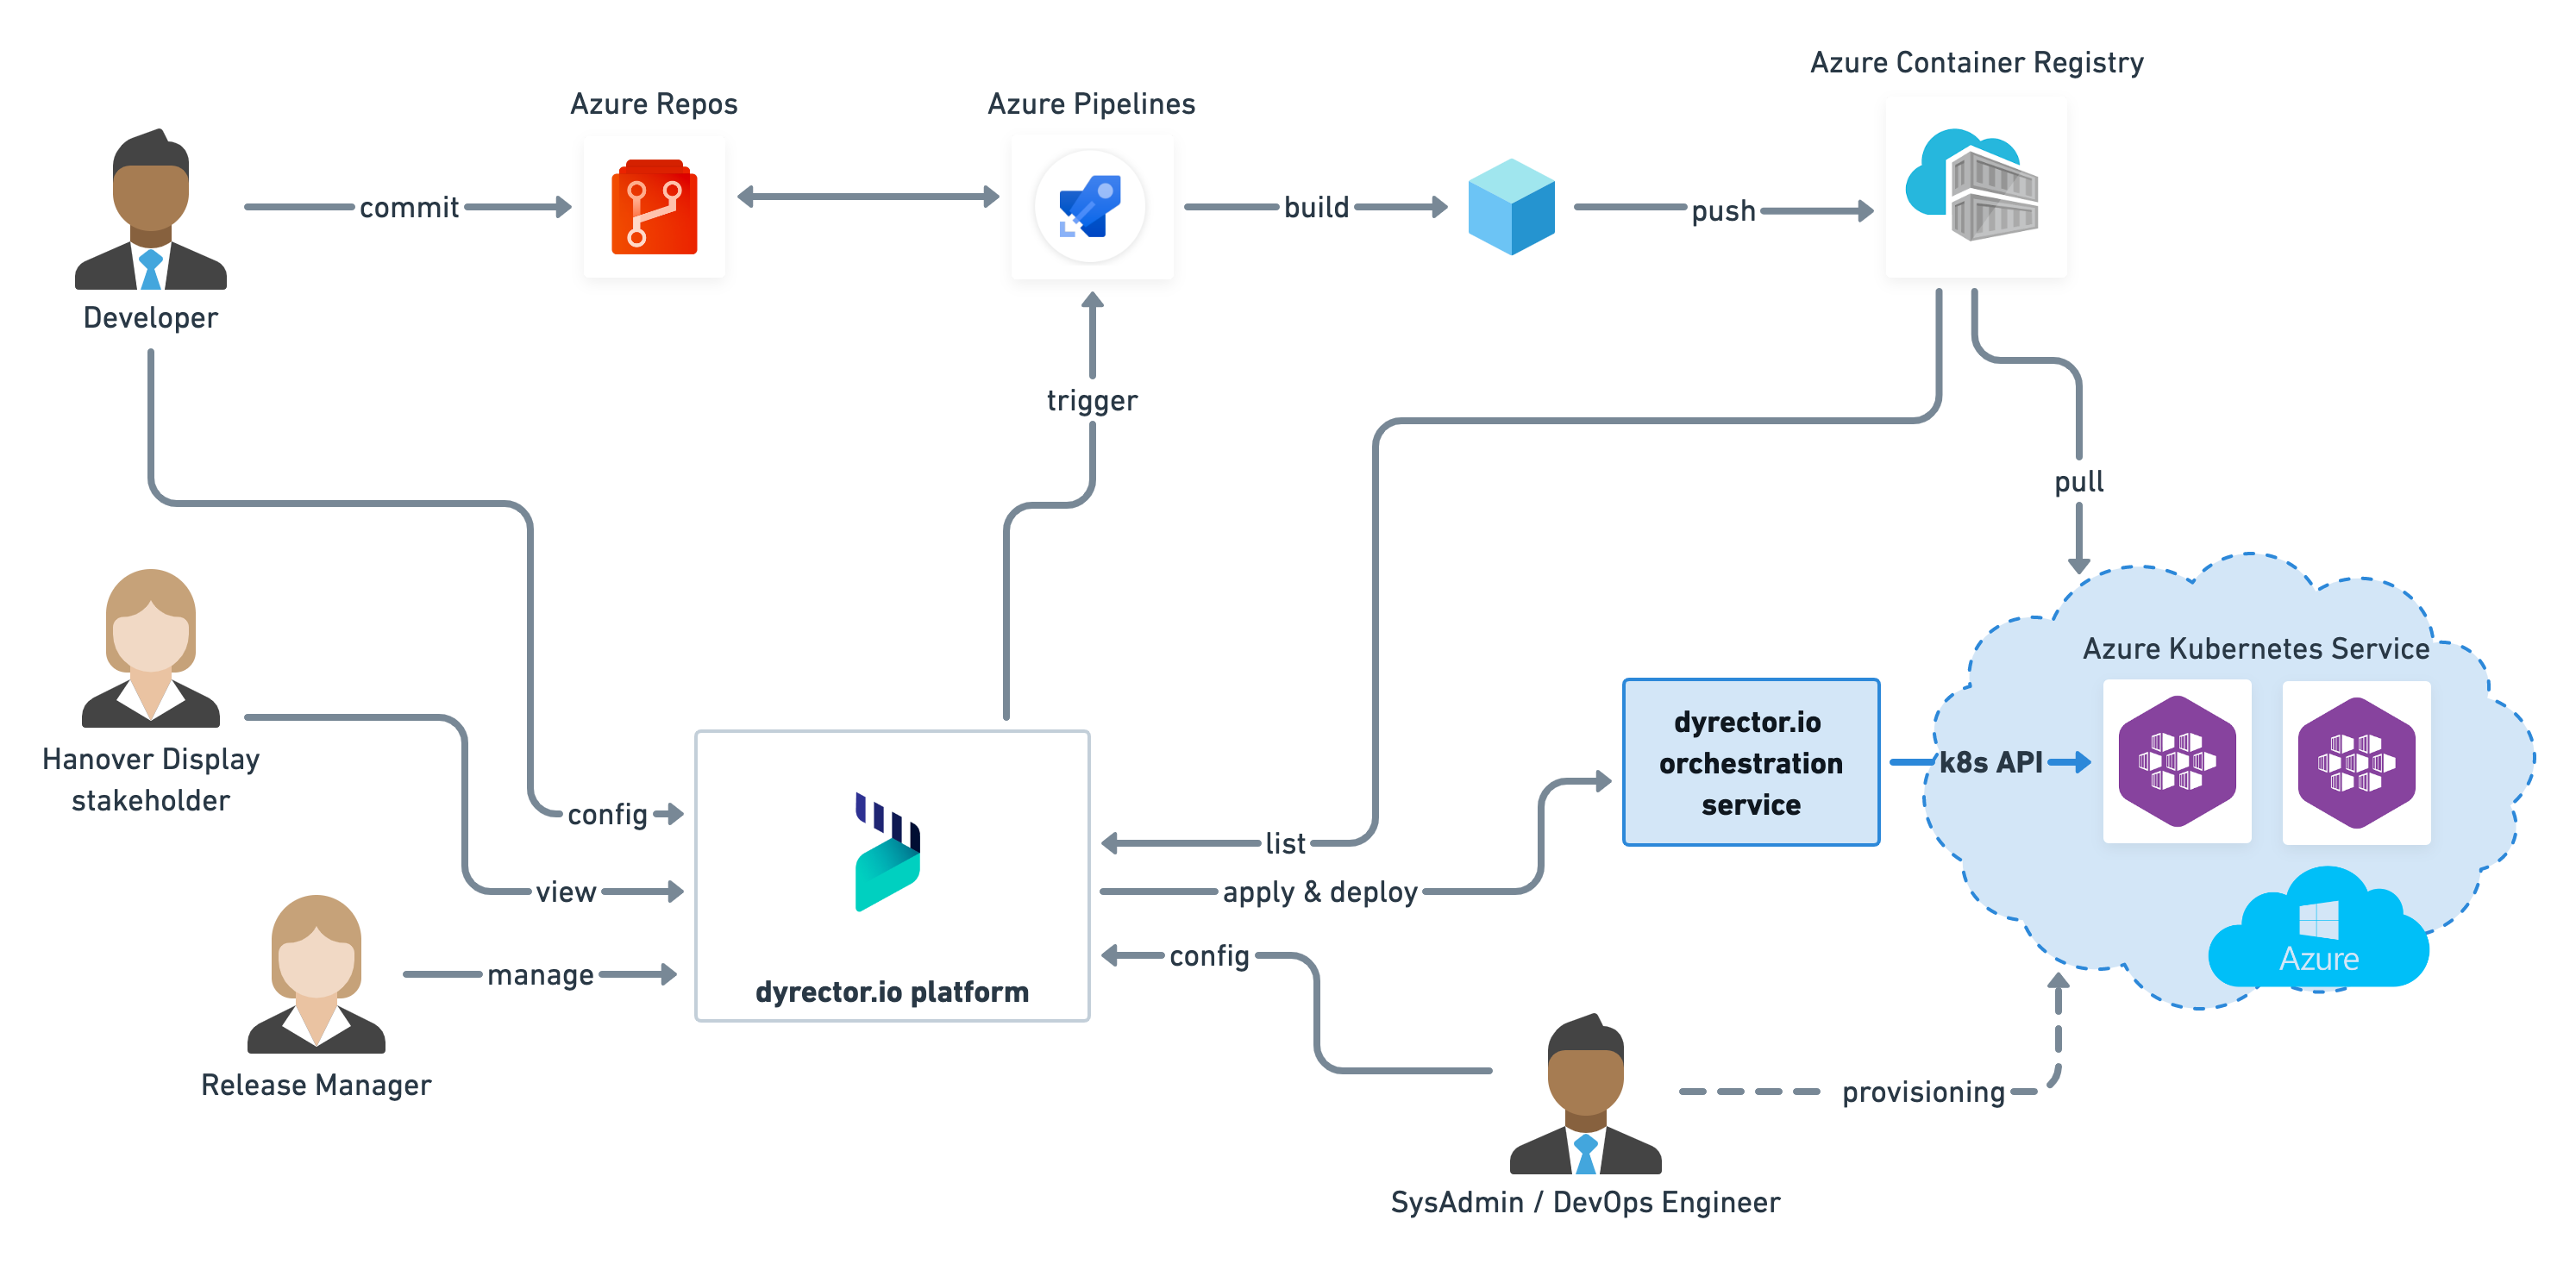 Azure Container Registry
Azure Repos
Azure Pipelines
commit
build
push
Developer
trigger
pull
Azure Kubernetes Service
Hanover Display
stakeholder
dyrector.io
orchestration
service
k8s API
config
list
view
apply & deploy
Azure
config
manage
dyrector.io platform
Release Manager
provisioning
SysAdmin / DevOps Engineer